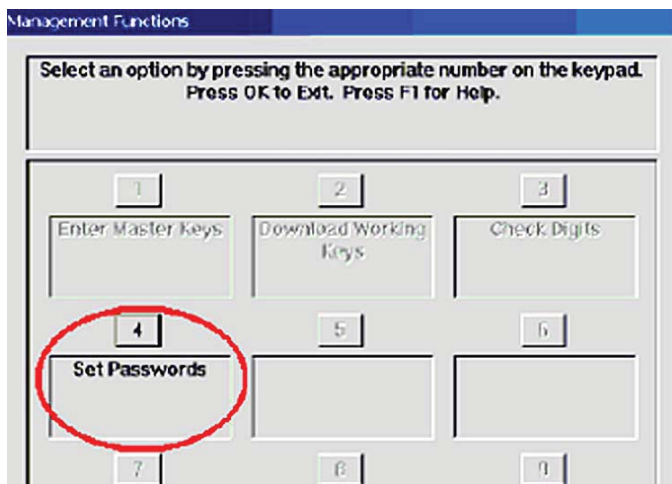 Management Functions
Select an option by pressing the appropriate number on the keypad.
Press OK to Exit. Press F1 for Help.
1 2 3
Enter Master Keys Download Working Check Digits
Keys
4 5 6
Set Passwords
7 8 9